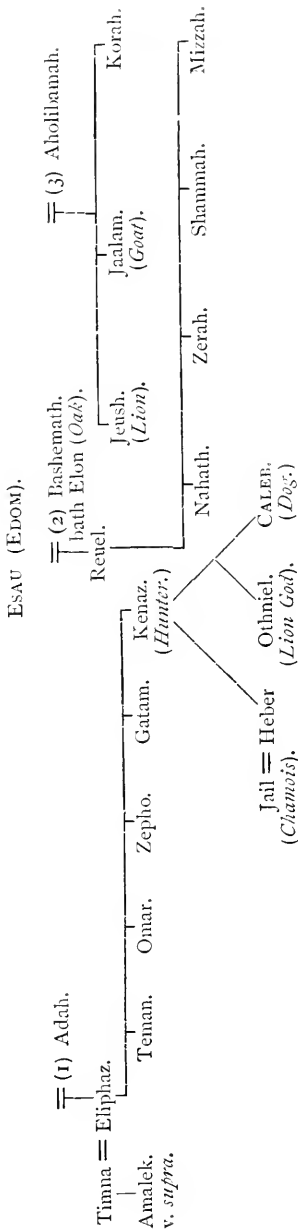 ESAU (EDOM).
= (1) Adah. = (2) Bashemath. = (3) Aholibamah.
bath Elon (Oak).
Timna = Eliphaz. Reuel.
Amalek. Teman. Omar. Zepho. Gatam. Kenaz. Jeush. Jaalam. Korah.
v. supra. (Hunter.) (Lion). (Goat).
Nahath. Zerah. Shammah. Mizzah.
Jail = Heber Othniel. CALEB.
(Chamois). (Lion God). (Dog.)